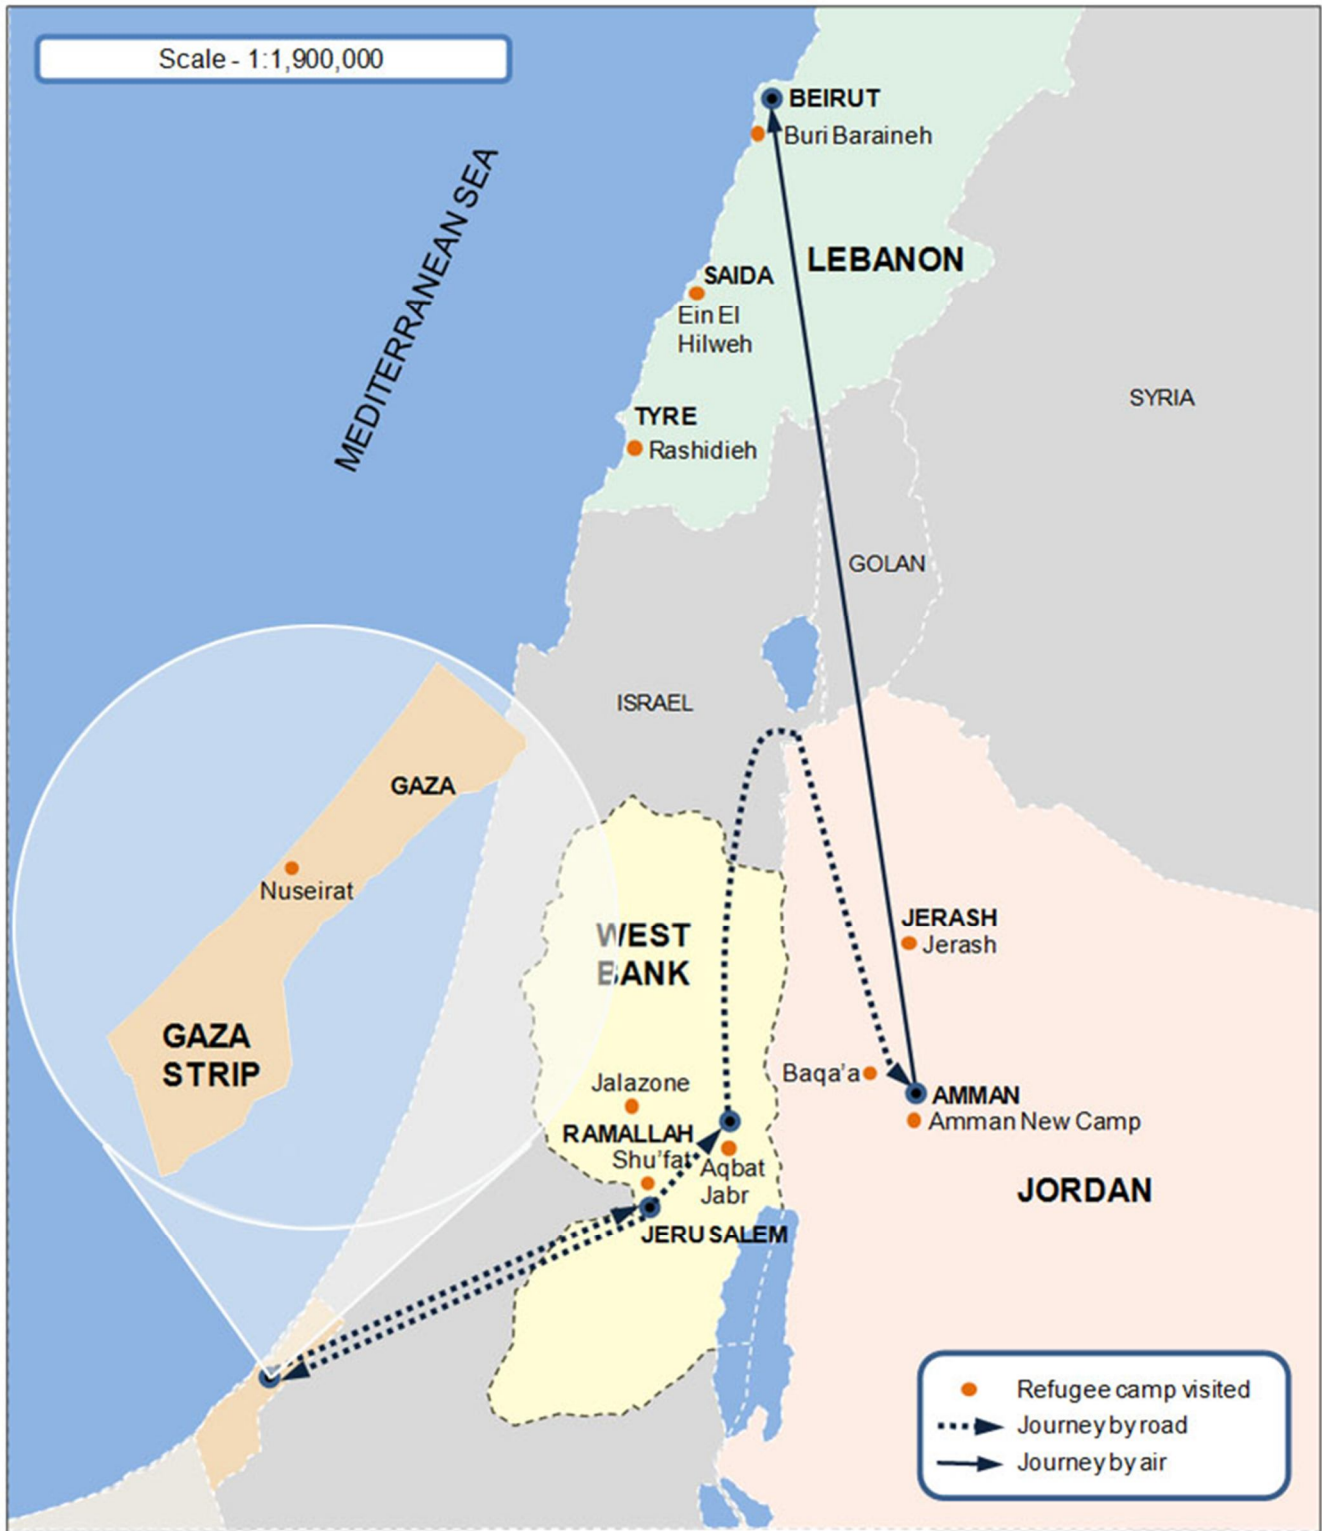 Scale - 1:1,900,000
BEIRUT
Buri Baraineh
MEDITERRANEAN SEA
LEBANON
SAIDA
Ein El
Hilweh
SYRIA
TYRE
Rashidieh
GOLAN
ISRAEL
GAZA
Nuseirat
JERASH
Jerash
WEST
BANK
GAZA
STRIP
Baqa'a
Jalazone
AMMAN
Amman New Camp
RAMALLAH
Shu'fat
Aqbat
Jabr
JORDAN
JERU SALEM
Refugee camp visited
Journey by road
Journey by air